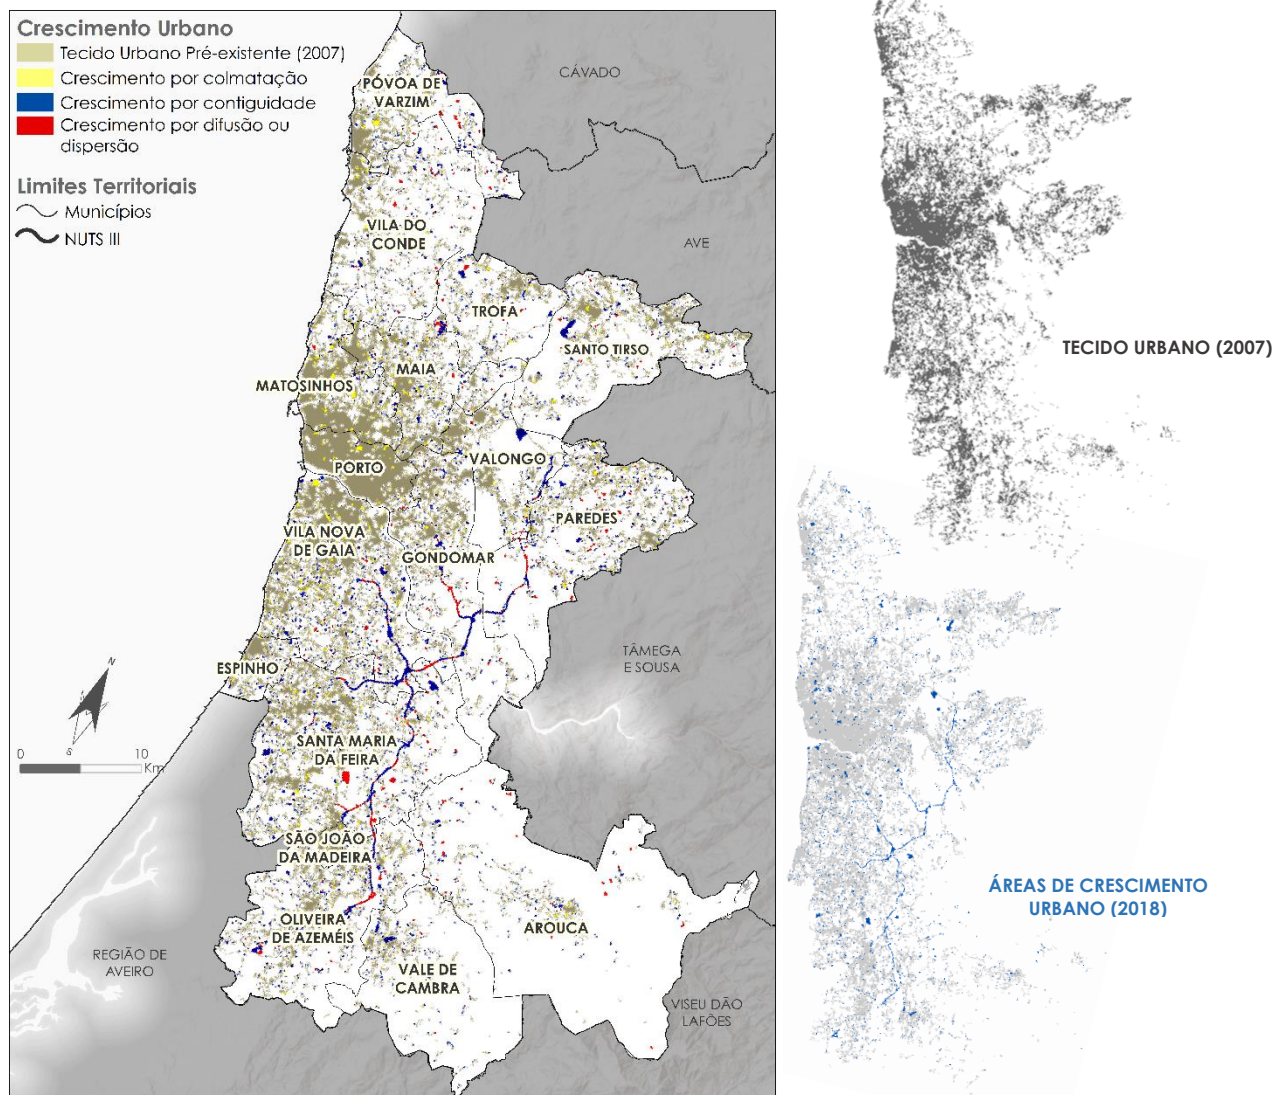 Crescimento Urbano
Tecido Urbano Pré-existente (2007)
Crescimento por colmatação
Crescimento por contiguidade
Crescimento por difusão ou
dispersão
Limites Territoriais
Municípios
NUTS III
CÁVADO
PÓVOA DE
VARZIM
VILA DO
CONDE
AVE
TROFA
SANTO TIRSO
MAIA
MATOSINHOS
VALONGO
PORTO
PAREDES
VILA NOVA
DE GAIA
GONDOMAR
TÂMEGA
E SOUSA
ESPINHO
N
0
10
Km
SANTA MARIA
DA FEIRA
SÃO JOÃO
DA MADEIRA
OLIVEIRA
DE AZEMÉIS
AROUCA
REGIÃO DE
AVEIRO
VALE DE
CAMBRA
VISEU DÃO
LAFÕES
TECIDO URBANO (2007)
ÁREAS DE CRESCIMENTO
URBANO (2018)